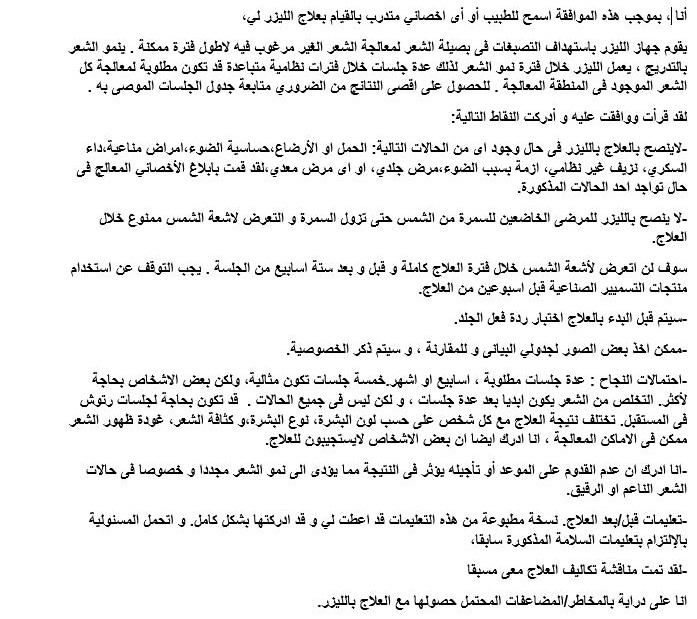 أنا |، بموجب هذه الموافقة اسمح للطبيب أو أى اخصائي متدرب بالقيام بعلاج الليزر لي،
يقوم جهاز الليزر باستهداف التصبغات فى بصيلة الشعر لمعالجة الشعر الغير مرغوب فيه لاطول فترة ممكنة . ينمو الشعر
بالتدريج ، يعمل الليزر خلال فترة نمو الشعر لذلك عدة جلسات خلال فترات نظامية متباعدة قد تكون مطلوبة لمعالجة كل
الشعر الموجود فى المنطقة المعالجة . للحصول على اقصى النتائج من الضروري متابعة جدول الجلسات الموصى به .
لقد قرأت ووافقت عليه و أدركت النقاط التالية:
-لاينصح بالعلاج بالليزر فى حال وجود اى من الحالات التالية: الحمل او الأرضاع،حساسية الضوء،امراض مناعية،داء
السكري، نزيف غير نظامي، ازمة بسبب الضوء،مرض جلدي، او اى مرض معدي،لقد قمت بابلاغ الأخصائي المعالج فى
حال تواجد احد الحالات المذكورة.
-لا ينصح بالليزر للمرضى الخاضعين للسمرة من الشمس حتى تزول السمرة و التعرض لاشعة الشمس ممنوع خلال
العلاج.
سوف لن اتعرض لأشعة الشمس خلال فترة العلاج كاملة و قبل و بعد ستة اسابيع من الجلسة . يجب التوقف عن استخدام
منتجات التسمير الصناعية قبل اسبوعين من العلاج.
-سيتم قبل البدء بالعلاج اختبار ردة فعل الجلد.
-ممكن اخذ بعض الصور لجدولي البيانى و للمقارنة ، و سيتم ذكر الخصوصية.
-احتمالات النجاح : عدة جلسات مطلوبة ، اسابيع او اشهر.خمسة جلسات تكون مثالية، ولكن بعض الاشخاص بحاجة
لأكثر. التخلص من الشعر يكون ابديا بعد عدة جلسات ، و لكن ليس فى جميع الحالات . قد تكون بحاجة لجلسات رتوش
فى المستقبل. تختلف نتيجة العلاج مع كل شخص على حسب لون البشرة، نوع البشرة،و كثافة الشعر، غودة ظهور الشعر
ممكن فى الاماكن المعالجة ، انا ادرك ايضا ان بعض الاشخاص لايستجيبون للعلاج.
-انا ادرك ان عدم القدوم على الموعد أو تأجيله يؤثر فى النتيجة مما يؤدى الى نمو الشعر مجددا و خصوصا فى حالات
الشعر الناعم او الرقيق.
-تعليمات قبل/بعد العلاج. نسخة مطبوعة من هذه التعليمات قد اعطت لي و قد ادركتها بشكل كامل. و اتحمل المسئولية
بالإلتزام بتعليمات السلامة المذكورة سابقا،
-لقد تمت مناقشة تكاليف العلاج معى مسبقا
انا على دراية بالمخاطر/المضاعفات المحتمل حصولها مع العلاج بالليزر.